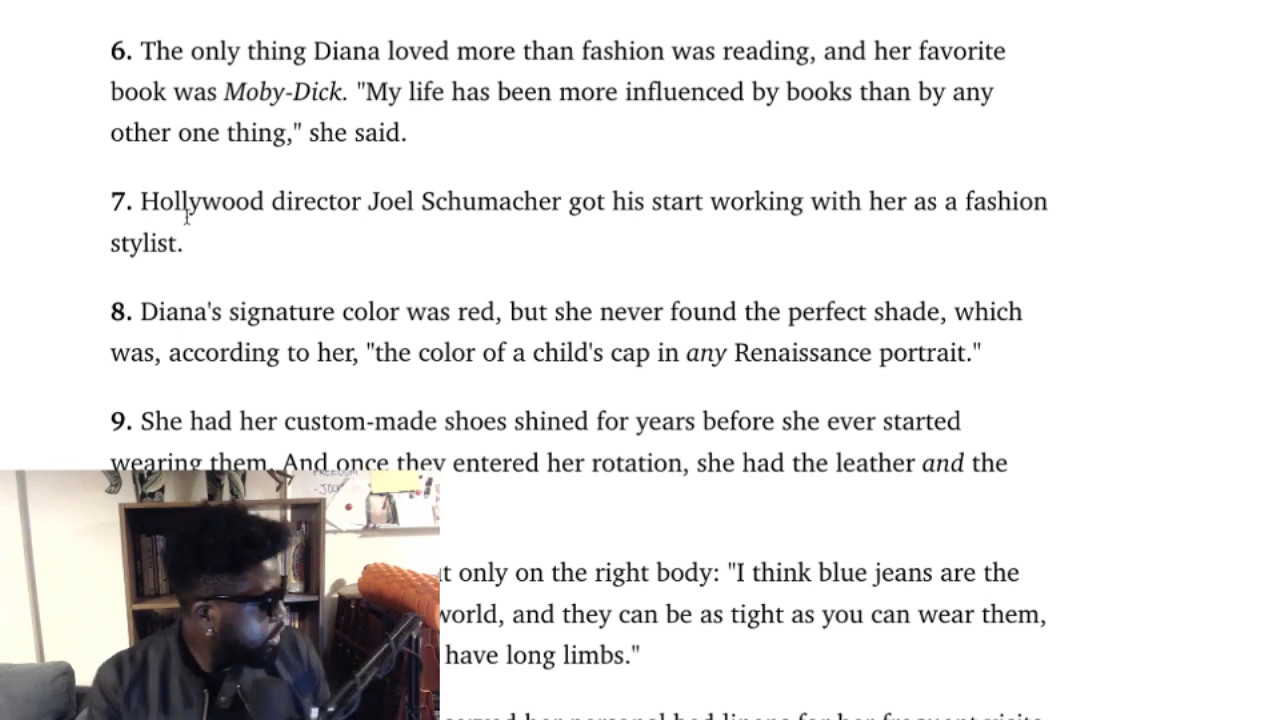 6. The only thing Diana loved more than fashion was reading, and her favorite
book was Moby-Dick. "My life has been more influenced by books than by any
other one thing," she said.
7. Hollywood director Joel Schumacher got his start working with her as a fashion
stylist.
8. Diana's signature color was red, but she never found the perfect shade, which
was, according to her, "the color of a child's cap in any Renaissance portrait."
9. She had her custom-made shoes shined for years before she ever started
wearing them. And once they entered her rotation, she had the leather and the
only on the right body: "I think blue jeans are the
world, and they can be as tight as you can wear them,
have long limbs."